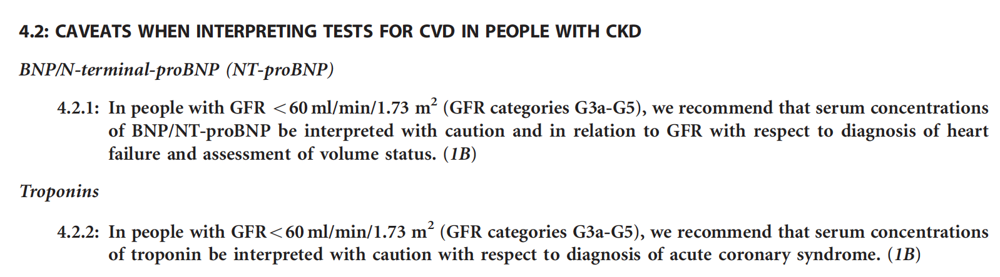 4.2: CAVEATS WHEN INTERPRETING TESTS FOR CVD IN PEOPLE WITH CKD
BNP/N-terminal-proBNP (NT-proBNP)
4.2.1: In people with GFR <60 ml/min/1.73 m² (GFR categories G3a-G5), we recommend that serum concentrations
of BNP/NT-proBNP be interpreted with caution and in relation to GFR with respect to diagnosis of heart
failure and assessment of volume status. (1B)
Troponins
4.2.2: In people with GFR<60 ml/min/1.73 m² (GFR categories G3a-G5), we recommend that serum concentrations
of troponin be interpreted with caution with respect to diagnosis of acute coronary syndrome. (1B)